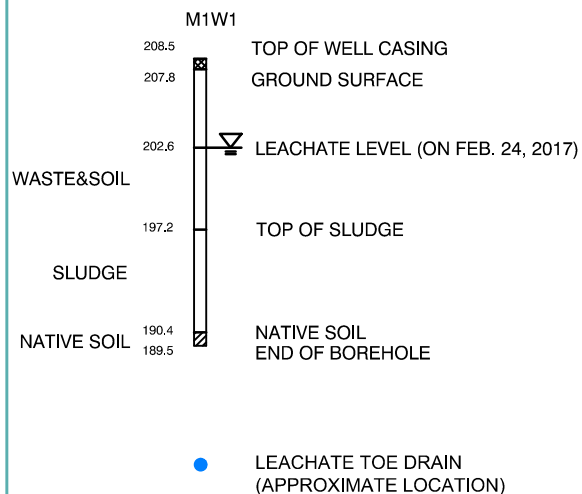 M1W1
208.5 TOP OF WELL CASING
207.8 GROUND SURFACE
202.6 LEACHATE LEVEL (ON FEB. 24, 2017)
WASTE&SOIL
197.2 TOP OF SLUDGE
SLUDGE
NATIVE SOIL 190.4 NATIVE SOIL
189.5 END OF BOREHOLE
LEACHATE TOE DRAIN
(APPROXIMATE LOCATION)